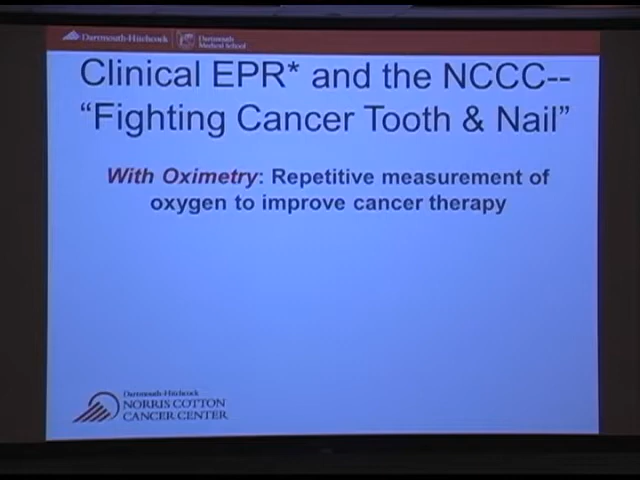 Dartmouth-Hitchcock
Dartmouth
Medical School
Clinical EPR* and the NCCC--
“Fighting Cancer Tooth & Nail”
With Oximetry: Repetitive measurement of
oxygen to improve cancer therapy
Dartmouth-Hitchcock
NORRIS COTTON
CANCER CENTER